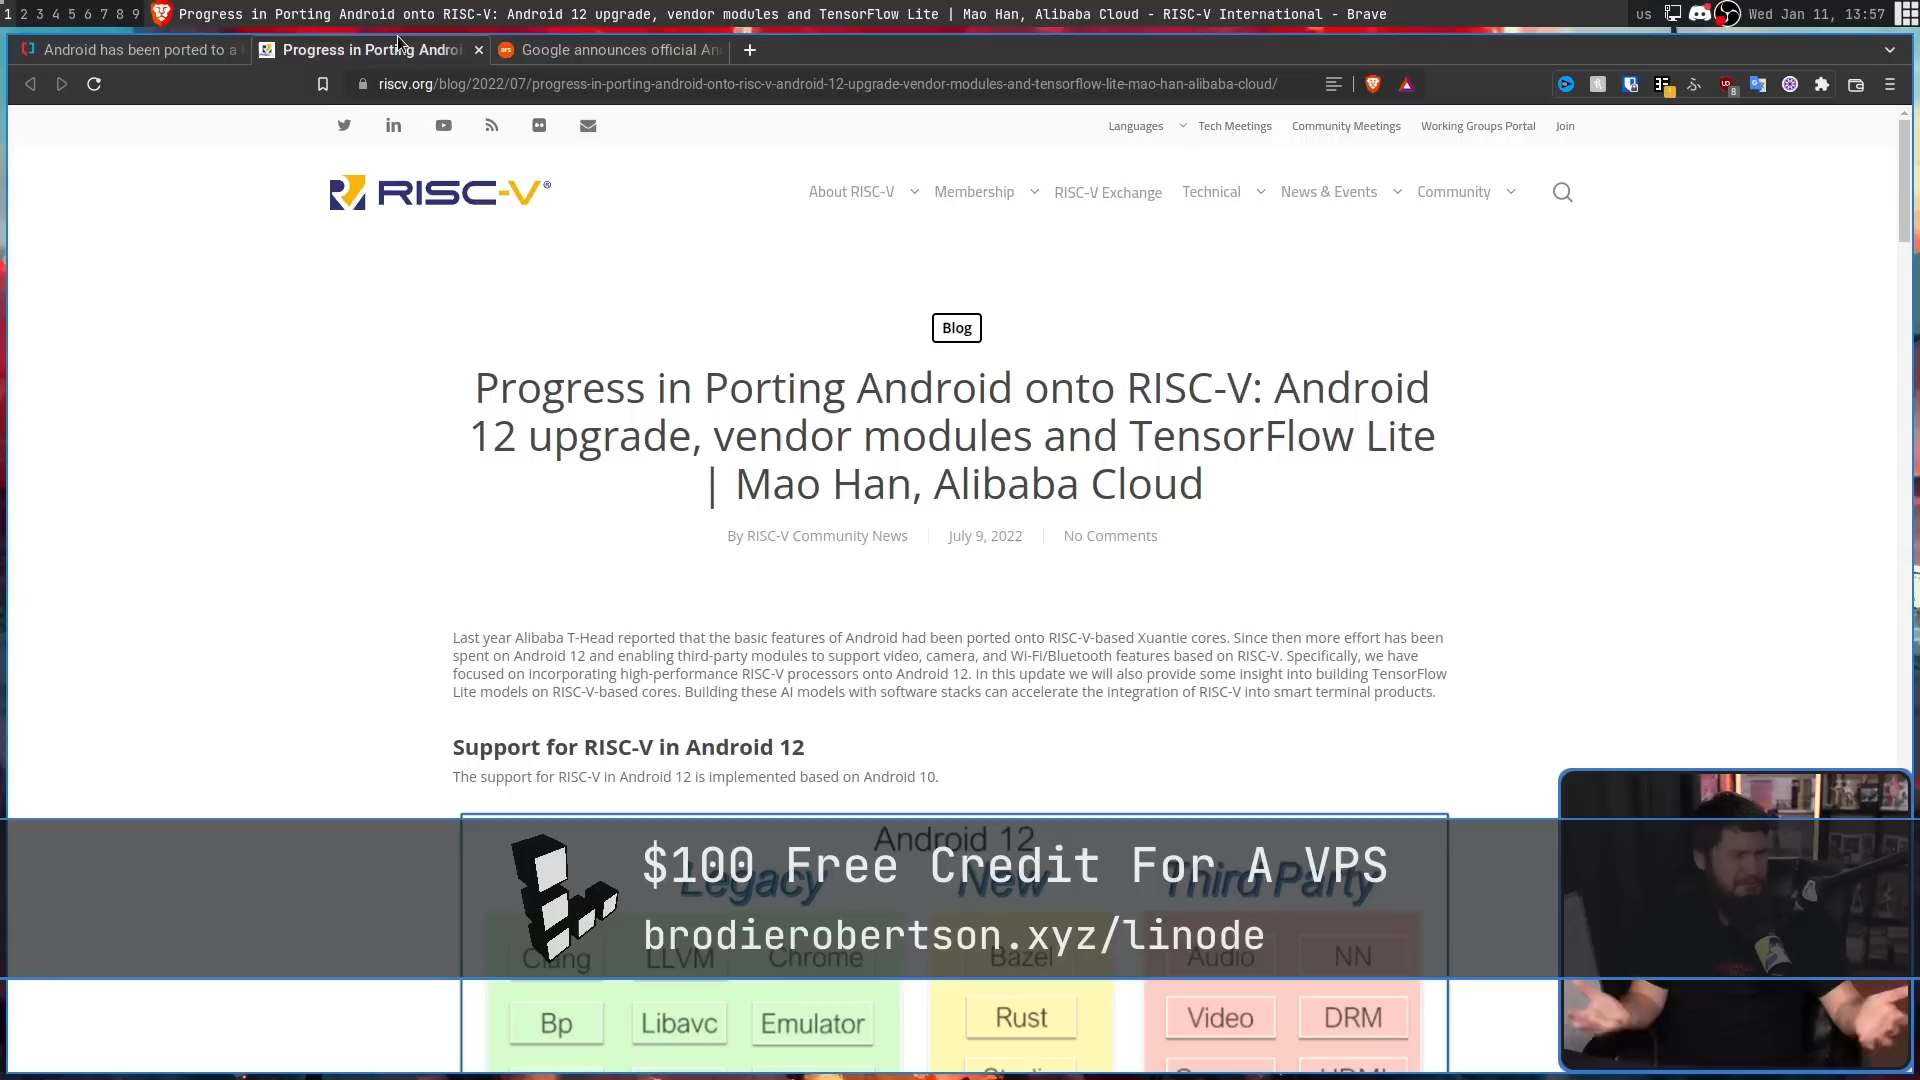 1 2 3 4 5 6 7 8 9 Progress in Porting Android onto RISC-V: Android 12 upgrade, vendor modules and TensorFlow Lite | Mao Han, Alibaba Cloud - RISC-V International - Brave us Wed Jan 11, 13:57
Android has been ported to a Progress in Porting Androi Google announces official An
riscv.org/blog/2022/07/progress-in-porting-android-onto-risc-v-android-12-upgrade-vendor-modules-and-tensorflow-lite-mao-han-alibaba-cloud/
Languages Tech Meetings Community Meetings Working Groups Portal Join
RISC-V®
About RISC-V Membership RISC-V Exchange Technical News & Events Community
Blog
Progress in Porting Android onto RISC-V: Android
12 upgrade, vendor modules and TensorFlow Lite
| Mao Han, Alibaba Cloud
By RISC-V Community News July 9, 2022 No Comments
Last year Alibaba T-Head reported that the basic features of Android had been ported onto RISC-V-based Xuantie cores. Since then more effort has been
spent on Android 12 and enabling third-party modules to support video, camera, and Wi-Fi/Bluetooth features based on RISC-V. Specifically, we have
focused on incorporating high-performance RISC-V processors onto Android 12. In this update we will also provide some insight into building TensorFlow
Lite models on RISC-V-based cores. Building these AI models with software stacks can accelerate the integration of RISC-V into smart terminal products.
Support for RISC-V in Android 12
The support for RISC-V in Android 12 is implemented based on Android 10.
Android 12
$100 Free Credit For A VPS
Legacy New Third Party
brodierobertson.xyz/linode
Clang LLVM Chrome Bazel Audio NN
Bp Libavc Emulator Rust Video DRM